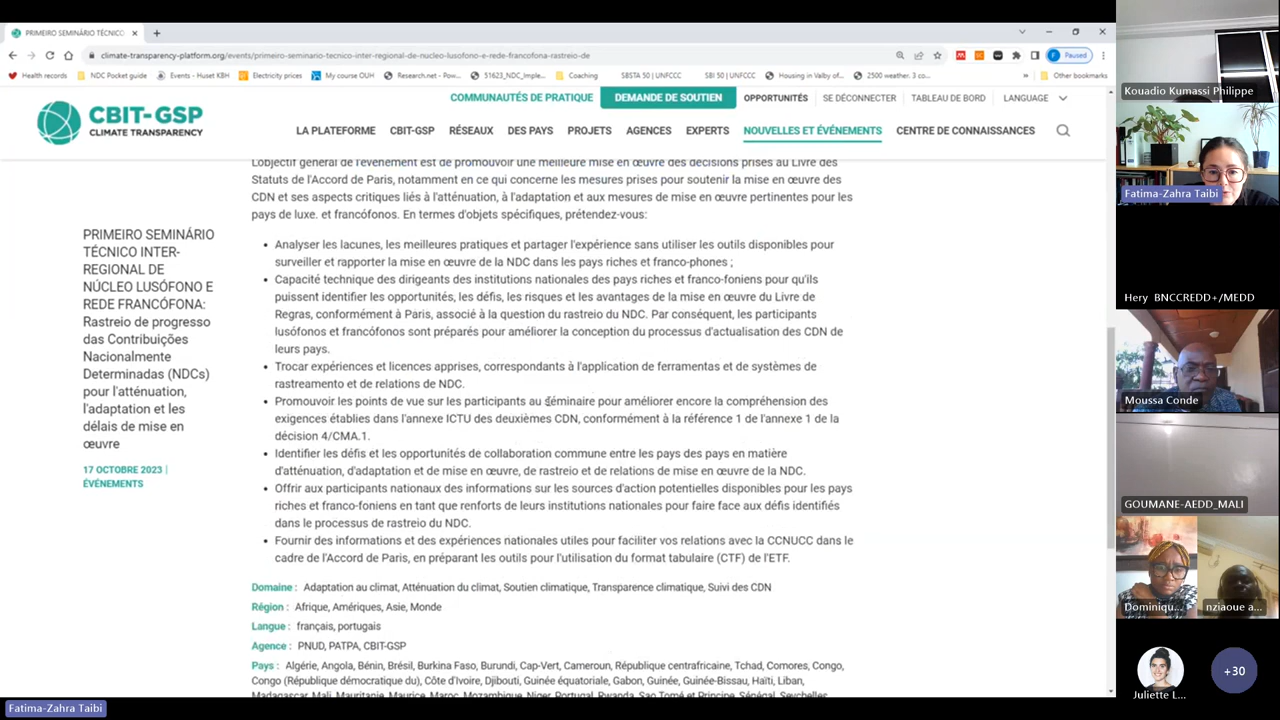 PRIMEIRO SEMINÁRIO TÉCNICO
climate-transparency-platform.org/events/primeiro-seminario-tecnico-inter-regional-de-nucleo-lusofono-e-rede-francofona-rastreio-de
Paused
Health records
NDC Pocket guide
Events - Huset KBH
Electricity prices
My course OUH
Research.net - Pow...
51623_NDC_Imple...
Coaching
SBSTA 50 | UNFCCC
SBI 50 | UNFCCC
Housing in Valby of...
2500 weather. 3 co...
Other bookmarks
CBIT-GSP
CLIMATE TRANSPARENCY
COMMUNAUTÉS DE PRATIQUE
DEMANDE DE SOUTIEN
OPPORTUNITÉS
SE DÉCONNECTER
TABLEAU DE BORD
LANGUAGE
LA PLATEFORME
CBIT-GSP
RÉSEAUX
DES PAYS
PROJETS
AGENCES
EXPERTS
NOUVELLES ET ÉVÉNEMENTS
CENTRE DE CONNAISSANCES
PRIMEIRO SEMINÁRIO
TÉCNICO INTER-
REGIONAL DE
NÚCLEO LUSÓFONO E
REDE FRANCÓFONA:
Rastreio de progresso
das Contribuições
Nacionalmente
Determinadas (NDCs)
pour l'atténuation,
l'adaptation et les
délais de mise en
œuvre
17 OCTOBRE 2023 |
ÉVÉNEMENTS
L'objectif général de l'événement est de promouvoir une meilleure mise en œuvre des décisions prises au Livre des
Statuts de l'Accord de Paris, notamment en ce qui concerne les mesures prises pour soutenir la mise en œuvre des
CDN et ses aspects critiques liés à l'atténuation, à l'adaptation et aux mesures de mise en œuvre pertinentes pour les
pays de luxe. et francófonos. En termes d'objets spécifiques, prétendez-vous:
• Analyser les lacunes, les meilleures pratiques et partager l'expérience sans utiliser les outils disponibles pour
surveiller et rapporter la mise en œuvre de la NDC dans les pays riches et franco-phones ;
• Capacité technique des dirigeants des institutions nationales des pays riches et franco-foniens pour qu'ils
puissent identifier les opportunités, les défis, les risques et les avantages de la mise en œuvre du Livre de
Regras, conformément à Paris, associé à la question du rastreio du NDC. Par conséquent, les participants
lusófonos et francófonos sont préparés pour améliorer la conception du processus d'actualisation des CDN de
leurs pays.
• Trocar expériences et licences apprises, correspondants à l'application de ferramentas et de systèmes de
rastreamento et de relations de NDC.
• Promouvoir les points de vue sur les participants au séminaire pour améliorer encore la compréhension des
exigences établies dans l'annexe ICTU des deuxièmes CDN, conformément à la référence 1 de l'annexe 1 de la
décision 4/CMA.1.
• Identifier les défis et les opportunités de collaboration commune entre les pays des pays en matière
d'atténuation, d'adaptation et de mise en œuvre, de rastreio et de relations de mise en œuvre de la NDC.
• Offrir aux participants nationaux des informations sur les sources d'action potentielles disponibles pour les pays
riches et franco-foniens en tant que renforts de leurs institutions nationales pour faire face aux défis identifiés
dans le processus de rastreio du NDC.
• Fournir des informations et des expériences nationales utiles pour faciliter vos relations avec la CCNUCC dans le
cadre de l'Accord de Paris, en préparant les outils pour l'utilisation du format tabulaire (CTF) de l'ETF.
Domaine : Adaptation au climat, Atténuation du climat, Soutien climatique, Transparence climatique, Suivi des CDN
Région : Afrique, Amériques, Asie, Monde
Langue : français, portugais
Agence : PNUD, PATPA, CBIT-GSP
Pays : Algérie, Angola, Bénin, Brésil, Burkina Faso, Burundi, Cap-Vert, Cameroun, République centrafricaine, Tchad, Comores, Congo,
Congo (République démocratique du), Côte d'Ivoire, Djibouti, Guinée équatoriale, Gabon, Guinée, Guinée-Bissau, Haïti, Liban,
Madagascar, Mali, Mauritanie, Maurice, Maroc, Mozambique, Niger, Portugal, Rwanda, Sao Tomé et Principe, Sénégal, Seychelles,
Kouadio Kumassi Philippe
Fatima-Zahra Taibi
Hery BNCCREDD+/MEDD
Moussa Conde
GOUMANE-AEDD_MALI
Dominiqu...
nziaoue a...
Juliette L...
+30
Fatima-Zahra Taibi